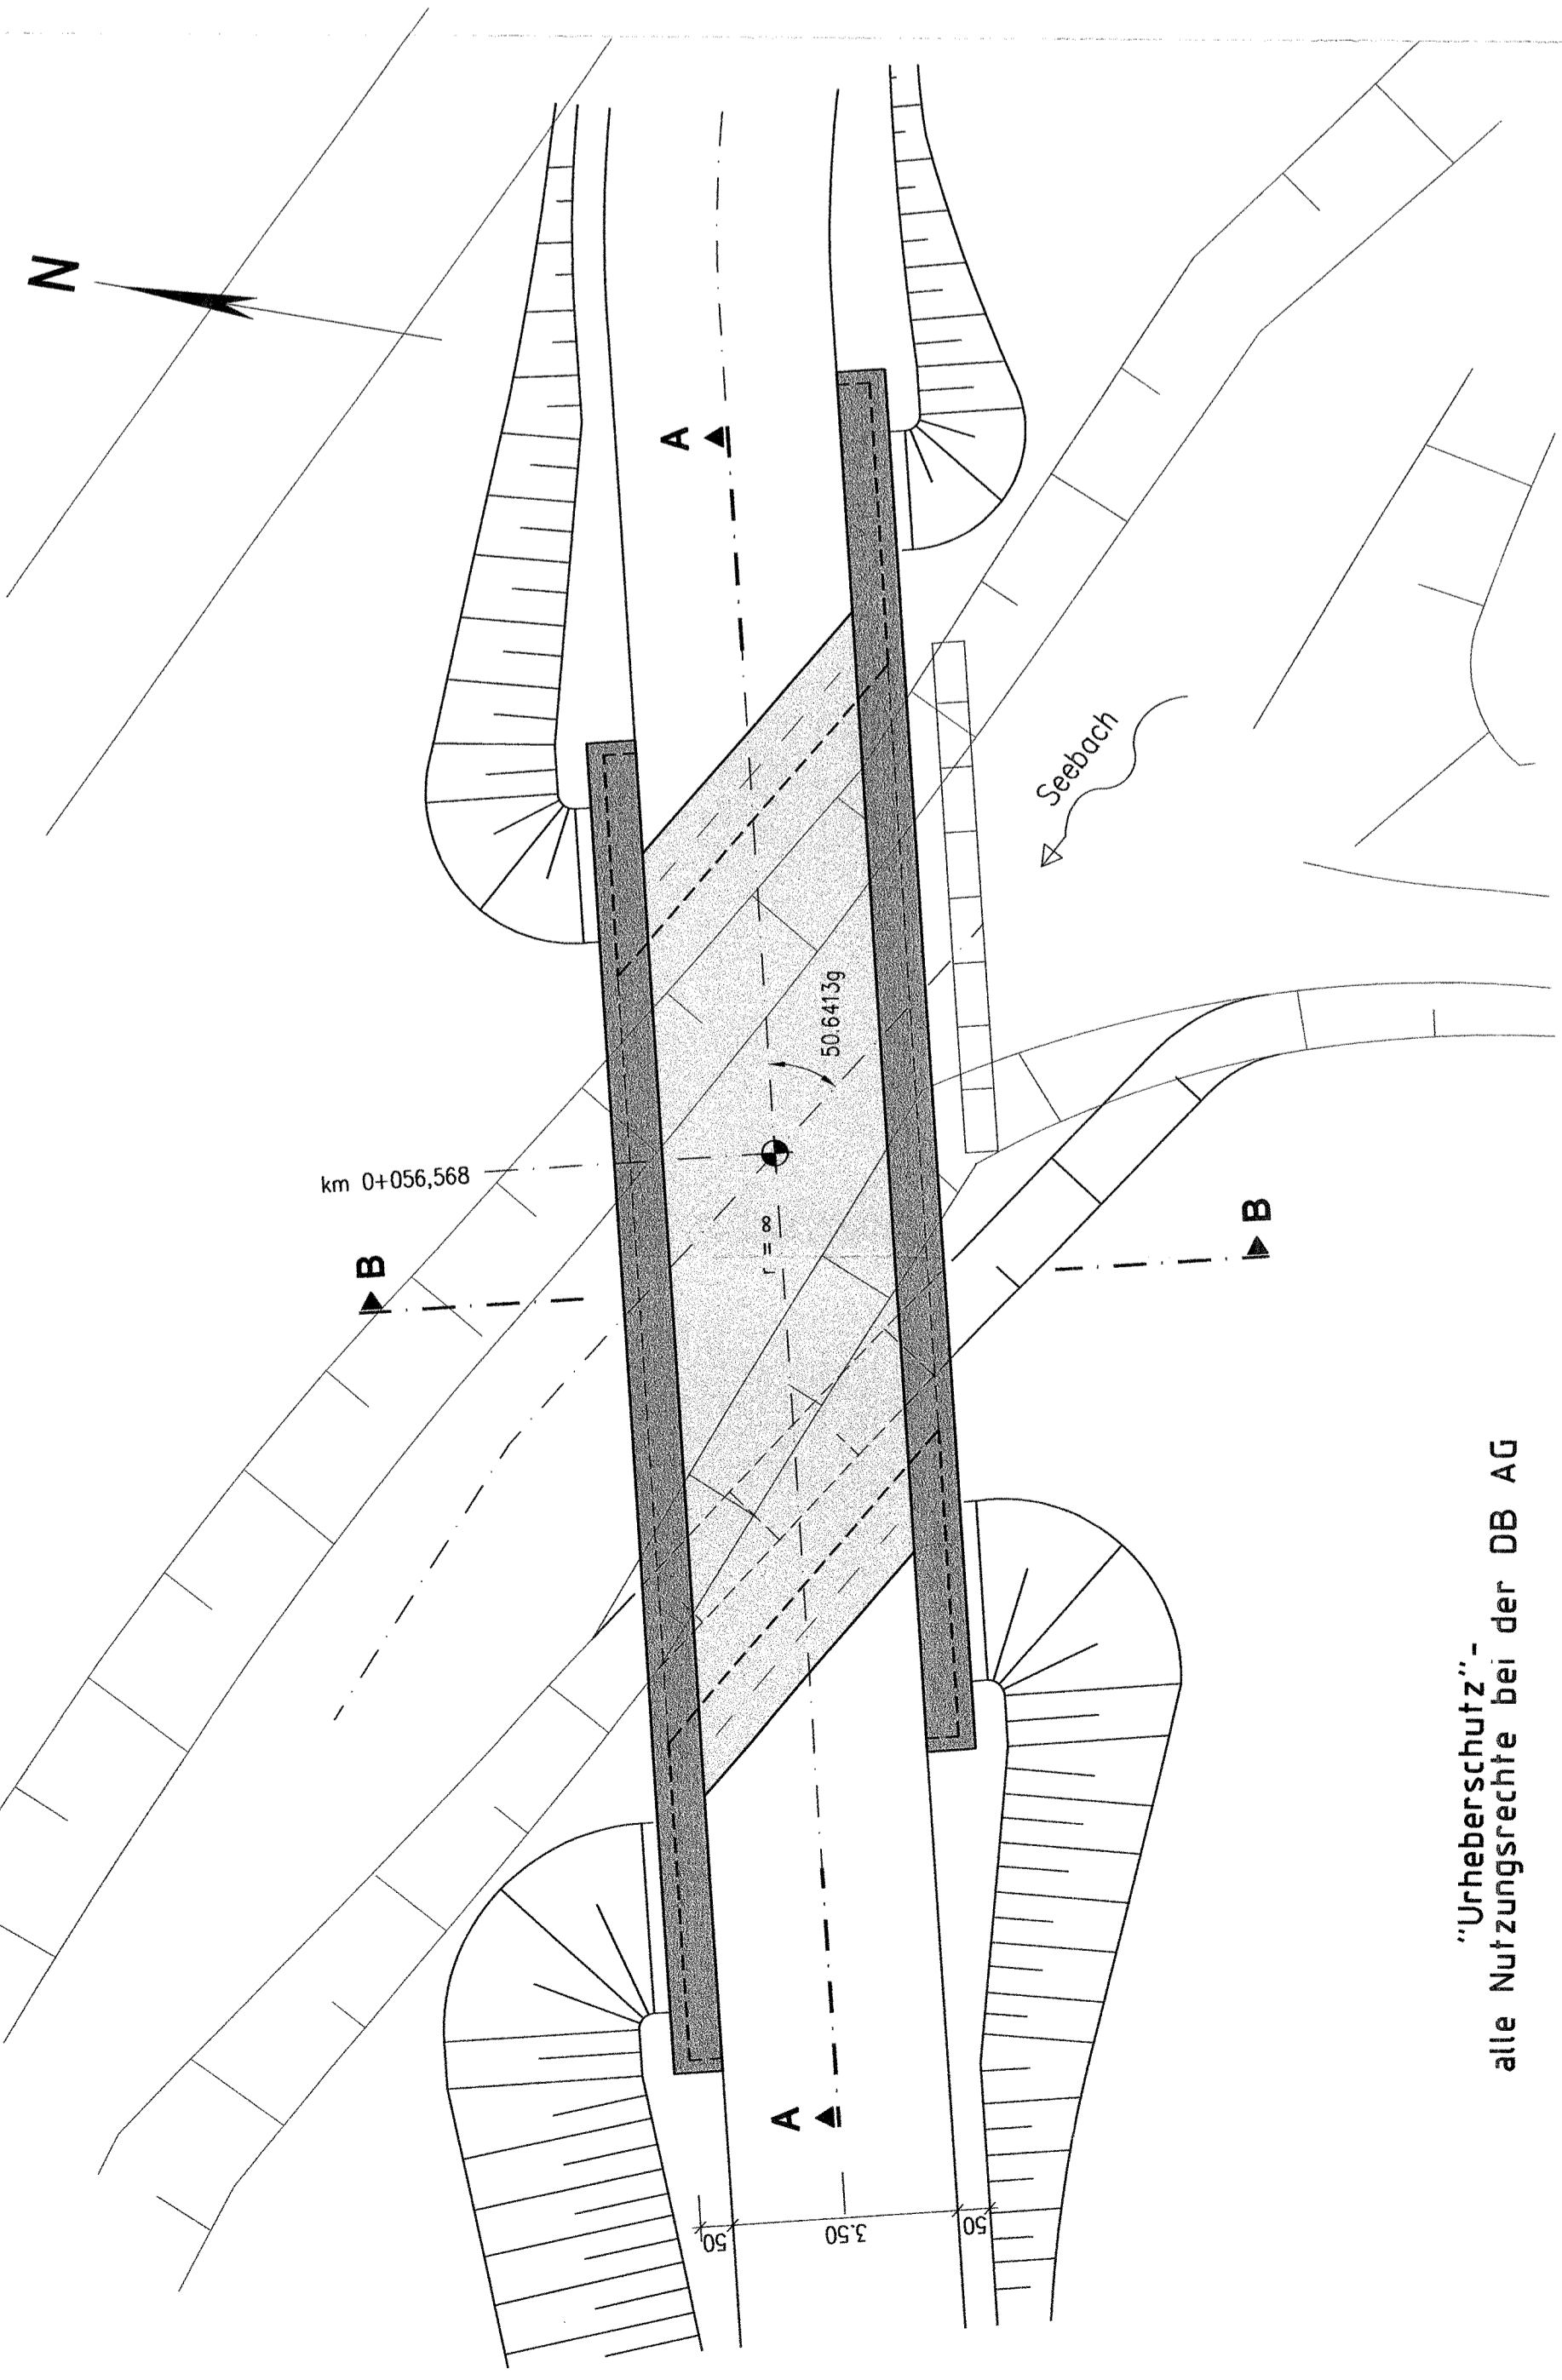 N
A
Seebach
50.6413g
km 0+056,568
r = ∞
B
B
A
50
3.50
50
"Urheberschutz"-
alle Nutzungsrechte bei der DB AG